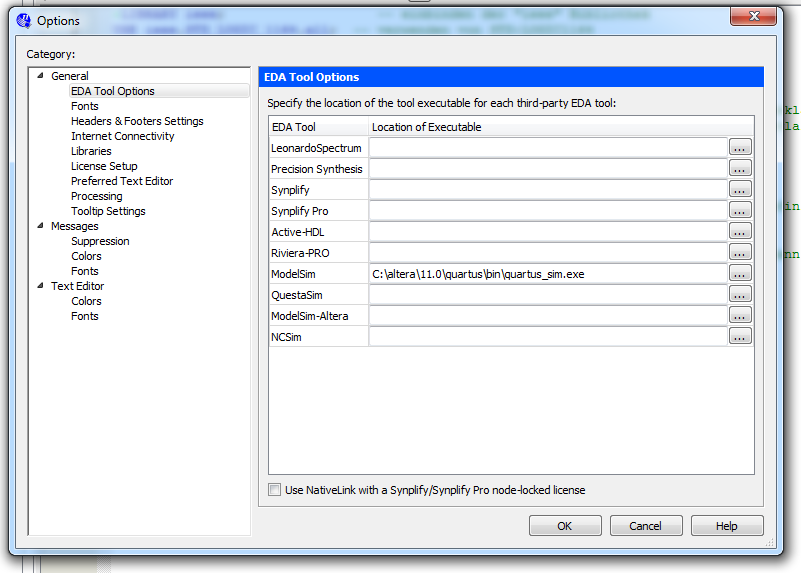 Options
Category:
General
EDA Tool Options
Fonts
Headers & Footers Settings
Internet Connectivity
Libraries
License Setup
Preferred Text Editor
Processing
Tooltip Settings
Messages
Suppression
Colors
Fonts
Text Editor
Colors
Fonts
EDA Tool Options
Specify the location of the tool executable for each third-party EDA tool:
EDA Tool Location of Executable
LeonardoSpectrum ...
Precision Synthesis ...
Synplify ...
Synplify Pro ...
Active-HDL ...
Riviera-PRO ...
ModelSim C:\altera\11.0\quartus\bin\quartus_sim.exe ...
QuestaSim ...
ModelSim-Altera ...
NCSim ...
Use NativeLink with a Synplify/Synplify Pro node-locked license
OK Cancel Help
kl
la
in
nn